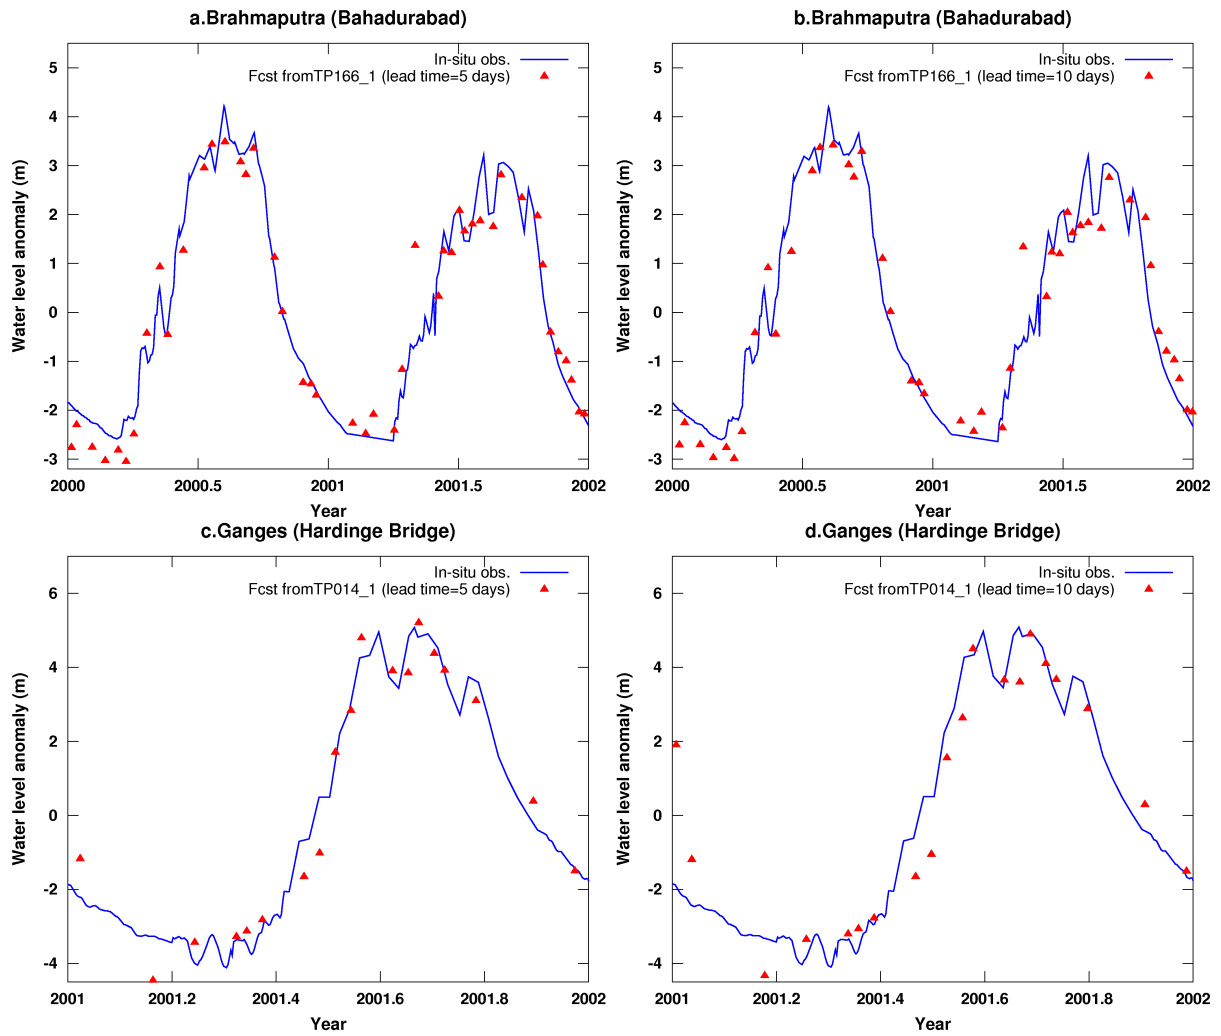 a.Brahmaputra (Bahadurabad)
In-situ obs.
Fcst fromTP166_1 (lead time=5 days)
Water level anomaly (m)
5
4
3
2
1
0
-1
-2
-3
2000
2000.5
2001
2001.5
2002
Year
b.Brahmaputra (Bahadurabad)
In-situ obs.
Fcst fromTP166_1 (lead time=10 days)
Water level anomaly (m)
5
4
3
2
1
0
-1
-2
-3
2000
2000.5
2001
2001.5
2002
Year
c.Ganges (Hardinge Bridge)
In-situ obs.
Fcst fromTP014_1 (lead time=5 days)
Water level anomaly (m)
6
4
2
0
-2
-4
2001
2001.2
2001.4
2001.6
2001.8
2002
Year
d.Ganges (Hardinge Bridge)
In-situ obs.
Fcst fromTP014_1 (lead time=10 days)
Water level anomaly (m)
6
4
2
0
-2
-4
2001
2001.2
2001.4
2001.6
2001.8
2002
Year